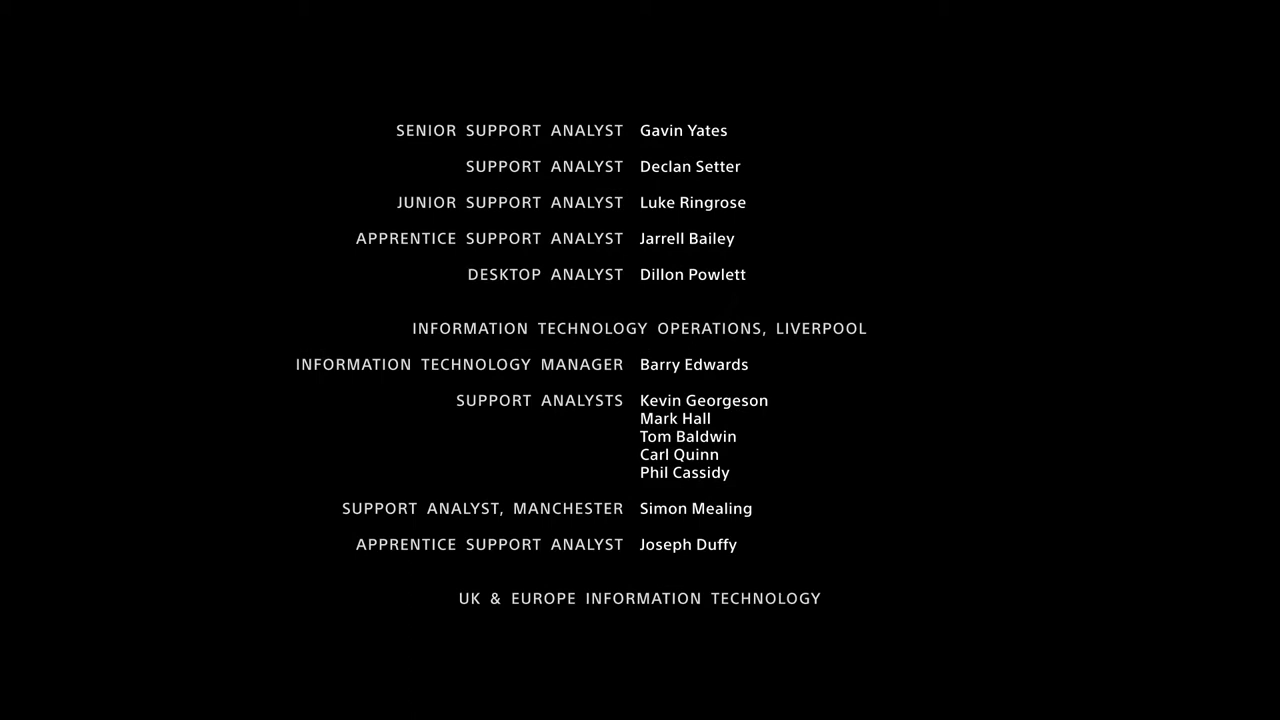 SENIOR SUPPORT ANALYST Gavin Yates
SUPPORT ANALYST Declan Setter
JUNIOR SUPPORT ANALYST Luke Ringrose
APPRENTICE SUPPORT ANALYST Jarrell Bailey
DESKTOP ANALYST Dillon Powlett
INFORMATION TECHNOLOGY OPERATIONS, LIVERPOOL
INFORMATION TECHNOLOGY MANAGER Barry Edwards
SUPPORT ANALYSTS Kevin Georgeson
Mark Hall
Tom Baldwin
Carl Quinn
Phil Cassidy
SUPPORT ANALYST, MANCHESTER Simon Mealing
APPRENTICE SUPPORT ANALYST Joseph Duffy
UK & EUROPE INFORMATION TECHNOLOGY